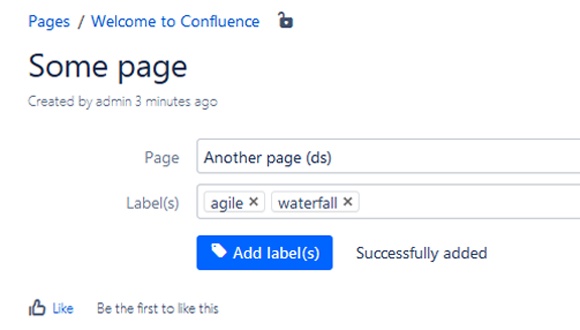 Pages / Welcome to Confluence
Some page
Created by admin 3 minutes ago
Page Another page (ds)
Label(s) agile × waterfall ×
Add label(s) Successfully added
Like Be the first to like this